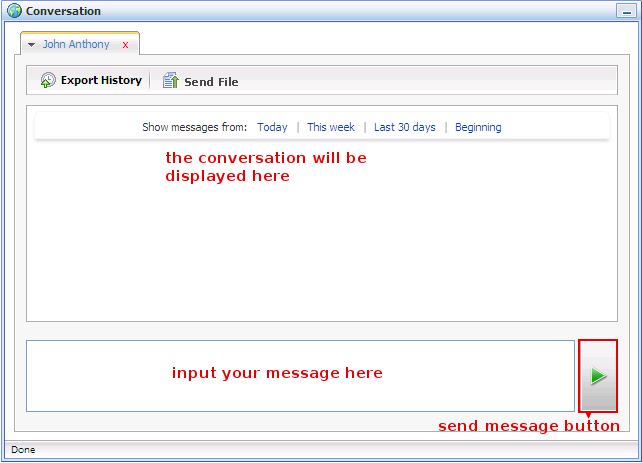 Conversation
John Anthony x
Export History Send File
Show messages from: Today | This week | Last 30 days | Beginning
the conversation will be
displayed here
input your message here
send message button
Done